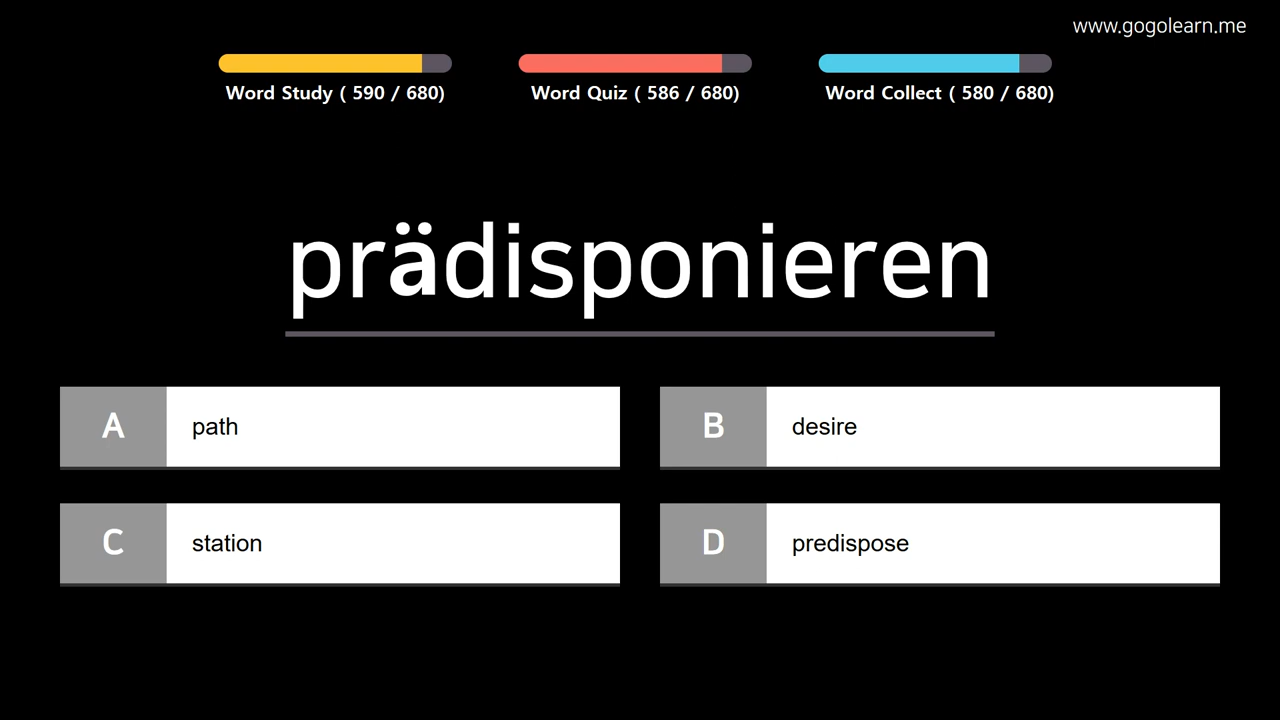 www.gogolearn.me
Word Study ( 590 / 680)
Word Quiz ( 586 / 680)
Word Collect ( 580 / 680)
prädisponieren
A path
B desire
C station
D predispose